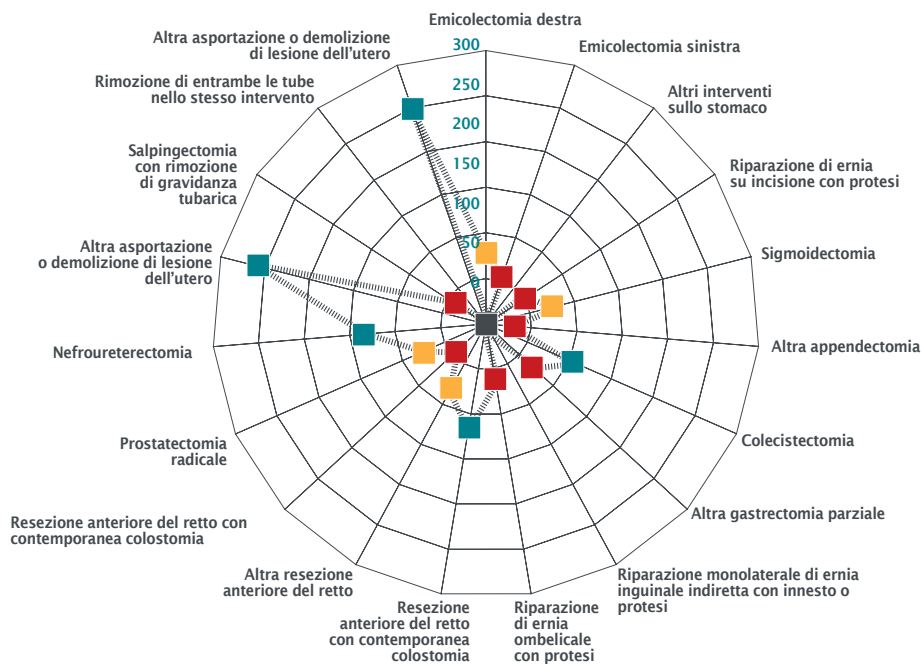 Emicolectomia destra
Emicolectomia sinistra
Altri interventi
sullo stomaco
Riparazione di ernia
su incisione con protesi
Sigmoidectomia
Altra appendectomia
Colecistectomia
Altra gastrectomia parziale
Riparazione monolaterale di ernia
inguinale indiretta con innesto o
protesi
Riparazione
di ernia
ombelicale
con protesi
Resezione
anteriore del retto
con contemporanea
colostomia
Altra resezione
anteriore del retto
Resezione anteriore del retto con
contemporanea colostomia
Prostatectomia
radicale
Nefroureterectomia
Altra asportazione
o demolizione di lesione
dell'utero
Salpingectomia
con rimozione
di gravidanza
tubarica
Rimozione di entrambe le tube
nello stesso intervento
Altra asportazione o demolizione
di lesione dell'utero
300
250
200
150
100
50
0